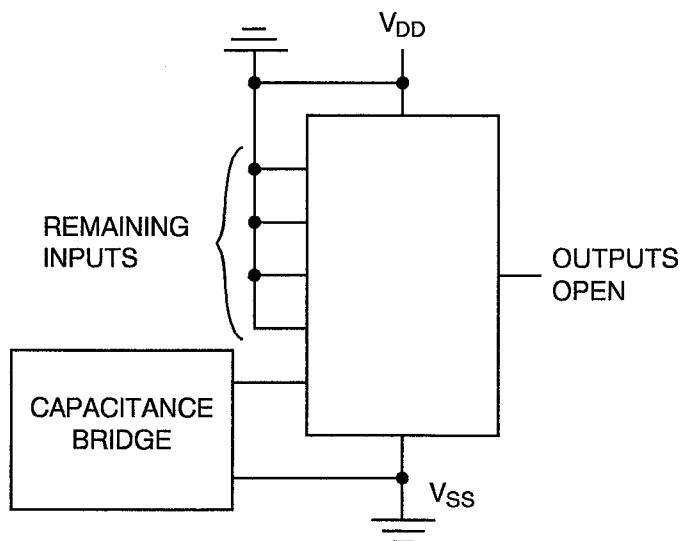 VDD
REMAINING
INPUTS
OUTPUTS
OPEN
CAPACITANCE
BRIDGE
VSS